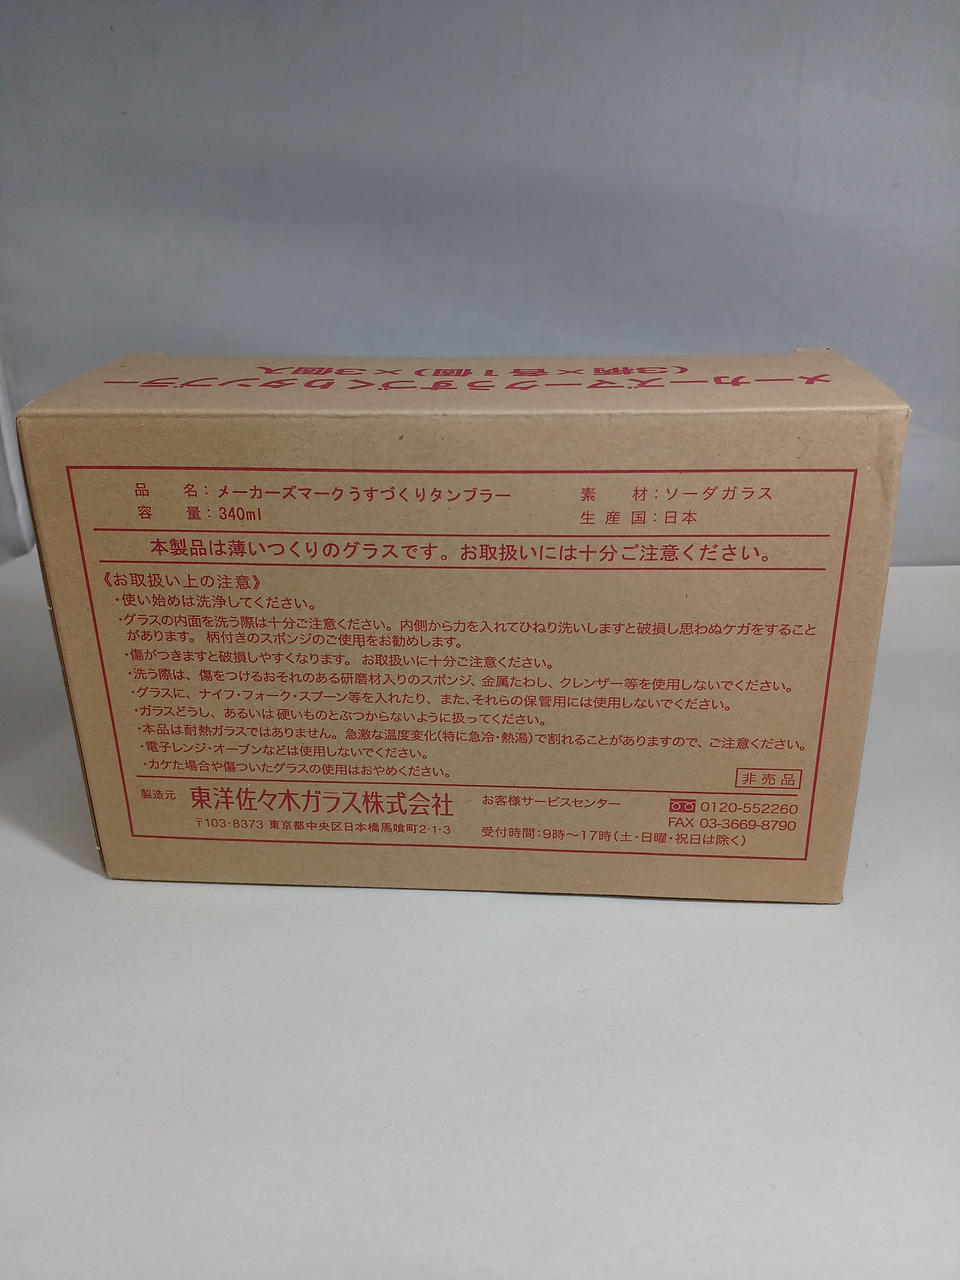 メーカーズマークうすづくりタンブラー
(3柄×各1個)×3個入
品　名：メーカーズマークうすづくりタンブラー
素　材：ソーダガラス
容　量：340ml
生産国：日本
本製品は薄いつくりのグラスです。お取扱いには十分ご注意ください。
《お取扱い上の注意》
・使い始めは洗浄してください。
・グラスの内面を洗う際は十分ご注意ください。内側から力を入れてひねり洗いしますと破損し思わぬケガをすること
があります。柄付きのスポンジのご使用をお勧めします。
・傷がつきますと破損しやすくなります。お取扱いに十分ご注意ください。
・洗う際は、傷をつけるおそれのある研磨材入りのスポンジ、金属たわし、クレンザー等を使用しないでください。
・グラスに、ナイフ・フォーク・スプーン等を入れたり、また、それらの保管用には使用しないでください。
・ガラスどうし、あるいは硬いものとぶつからないように扱ってください。
・本品は耐熱ガラスではありません。急激な温度変化(特に急冷・熱湯)で割れることがありますので、ご注意ください。
・電子レンジ・オーブンなどは使用しないでください。
・カケた場合や傷ついたグラスの使用はおやめください。
非売品
製造元 東洋佐々木ガラス株式会社
〒103-8373 東京都中央区日本橋馬喰町2-1-3
お客様サービスセンター
0120-552260
FAX 03-3669-8790
受付時間：9時〜17時(土・日曜・祝日は除く)